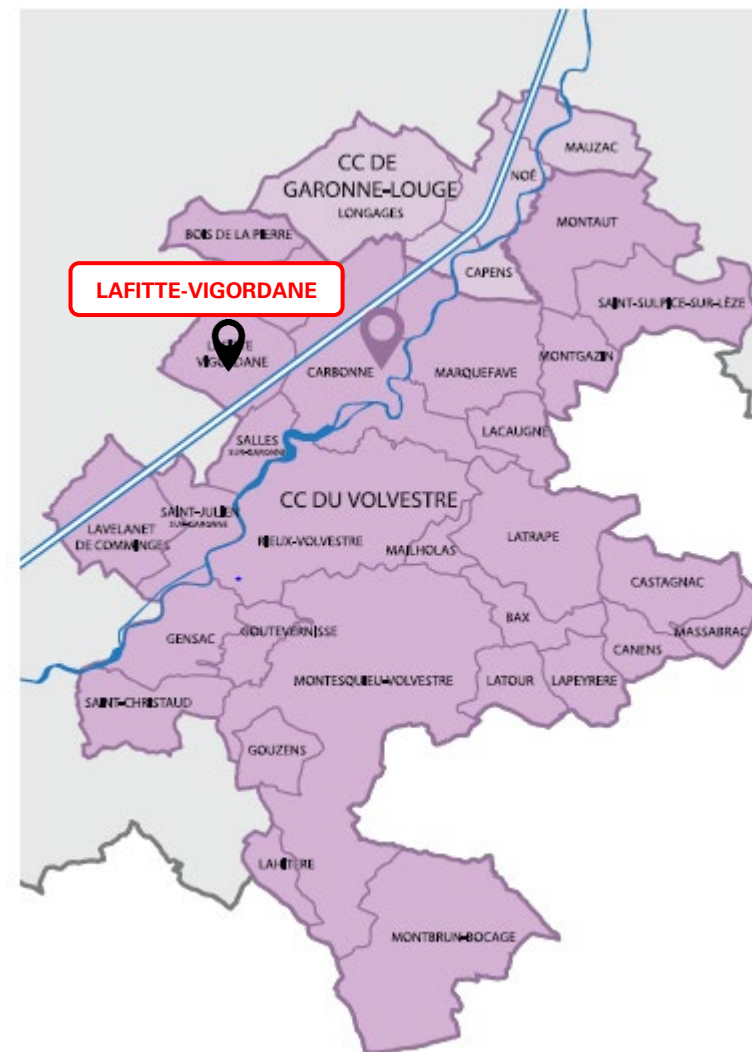 MAUZAC
CC DE
GARONNE-LOUGE
NOÉ
LONGAGES
MONTAUT
BOIS DE LA PIERRE
CAPENS
LAFITTE-VIGORDANE
SAINT-SULPICE-SUR-LÈZE
VIGORDANE
MONTGAZIN
CARBONNE
MARQUEFAVE
LACAUGNE
SALLES
SUR-GARONNE
CC DU VOLVESTRE
SAINT-JULIEN
SUR-GARONNE
LAVELANET
DE COMMINGES
RIEUX-VOLVESTRE
LATRAPE
MAILHOLAS
CASTAGNAC
BAX
MASSABRAC
GOUTEVERNISSE
GENSAC
CANENS
MONTESQUIEU-VOLVESTRE
LATOUR
LAPEYRERE
SAINT-CHRISTAUD
GOUZENS
LAHITERE
MONTBRUN-BOCAGE